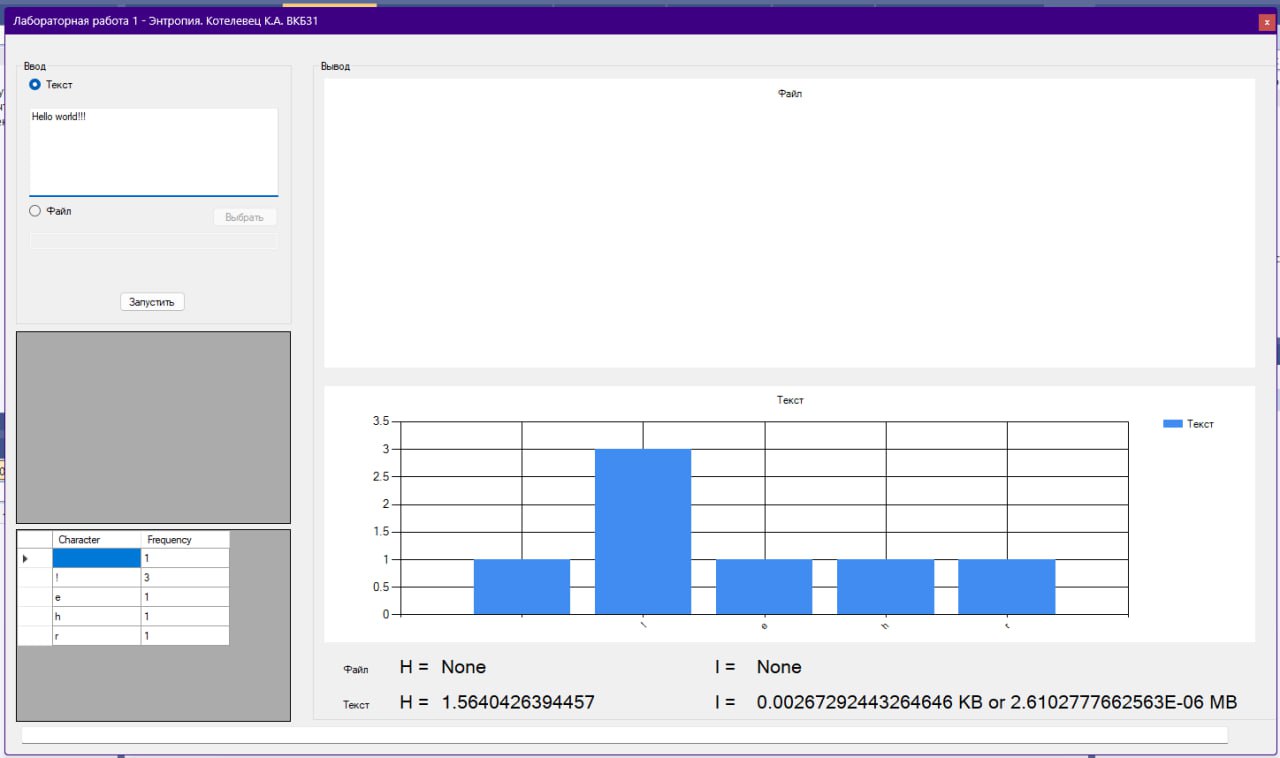 Лабораторная работа 1 - Энтропия. Котелевец К.А. ВКБ31
x
Ввод
Текст
Hello world!!!
Файл
Выбрать
Запустить
Character Frequency
1
! 3
e 1
h 1
r 1
Вывод
Файл
Текст
Текст
3.5
3
2.5
2
1.5
1
0.5
0
! e h r
Файл H = None I = None
Текст H = 1.5640426394457 I = 0.00267292443264646 KB or 2.6102777662563E-06 MB